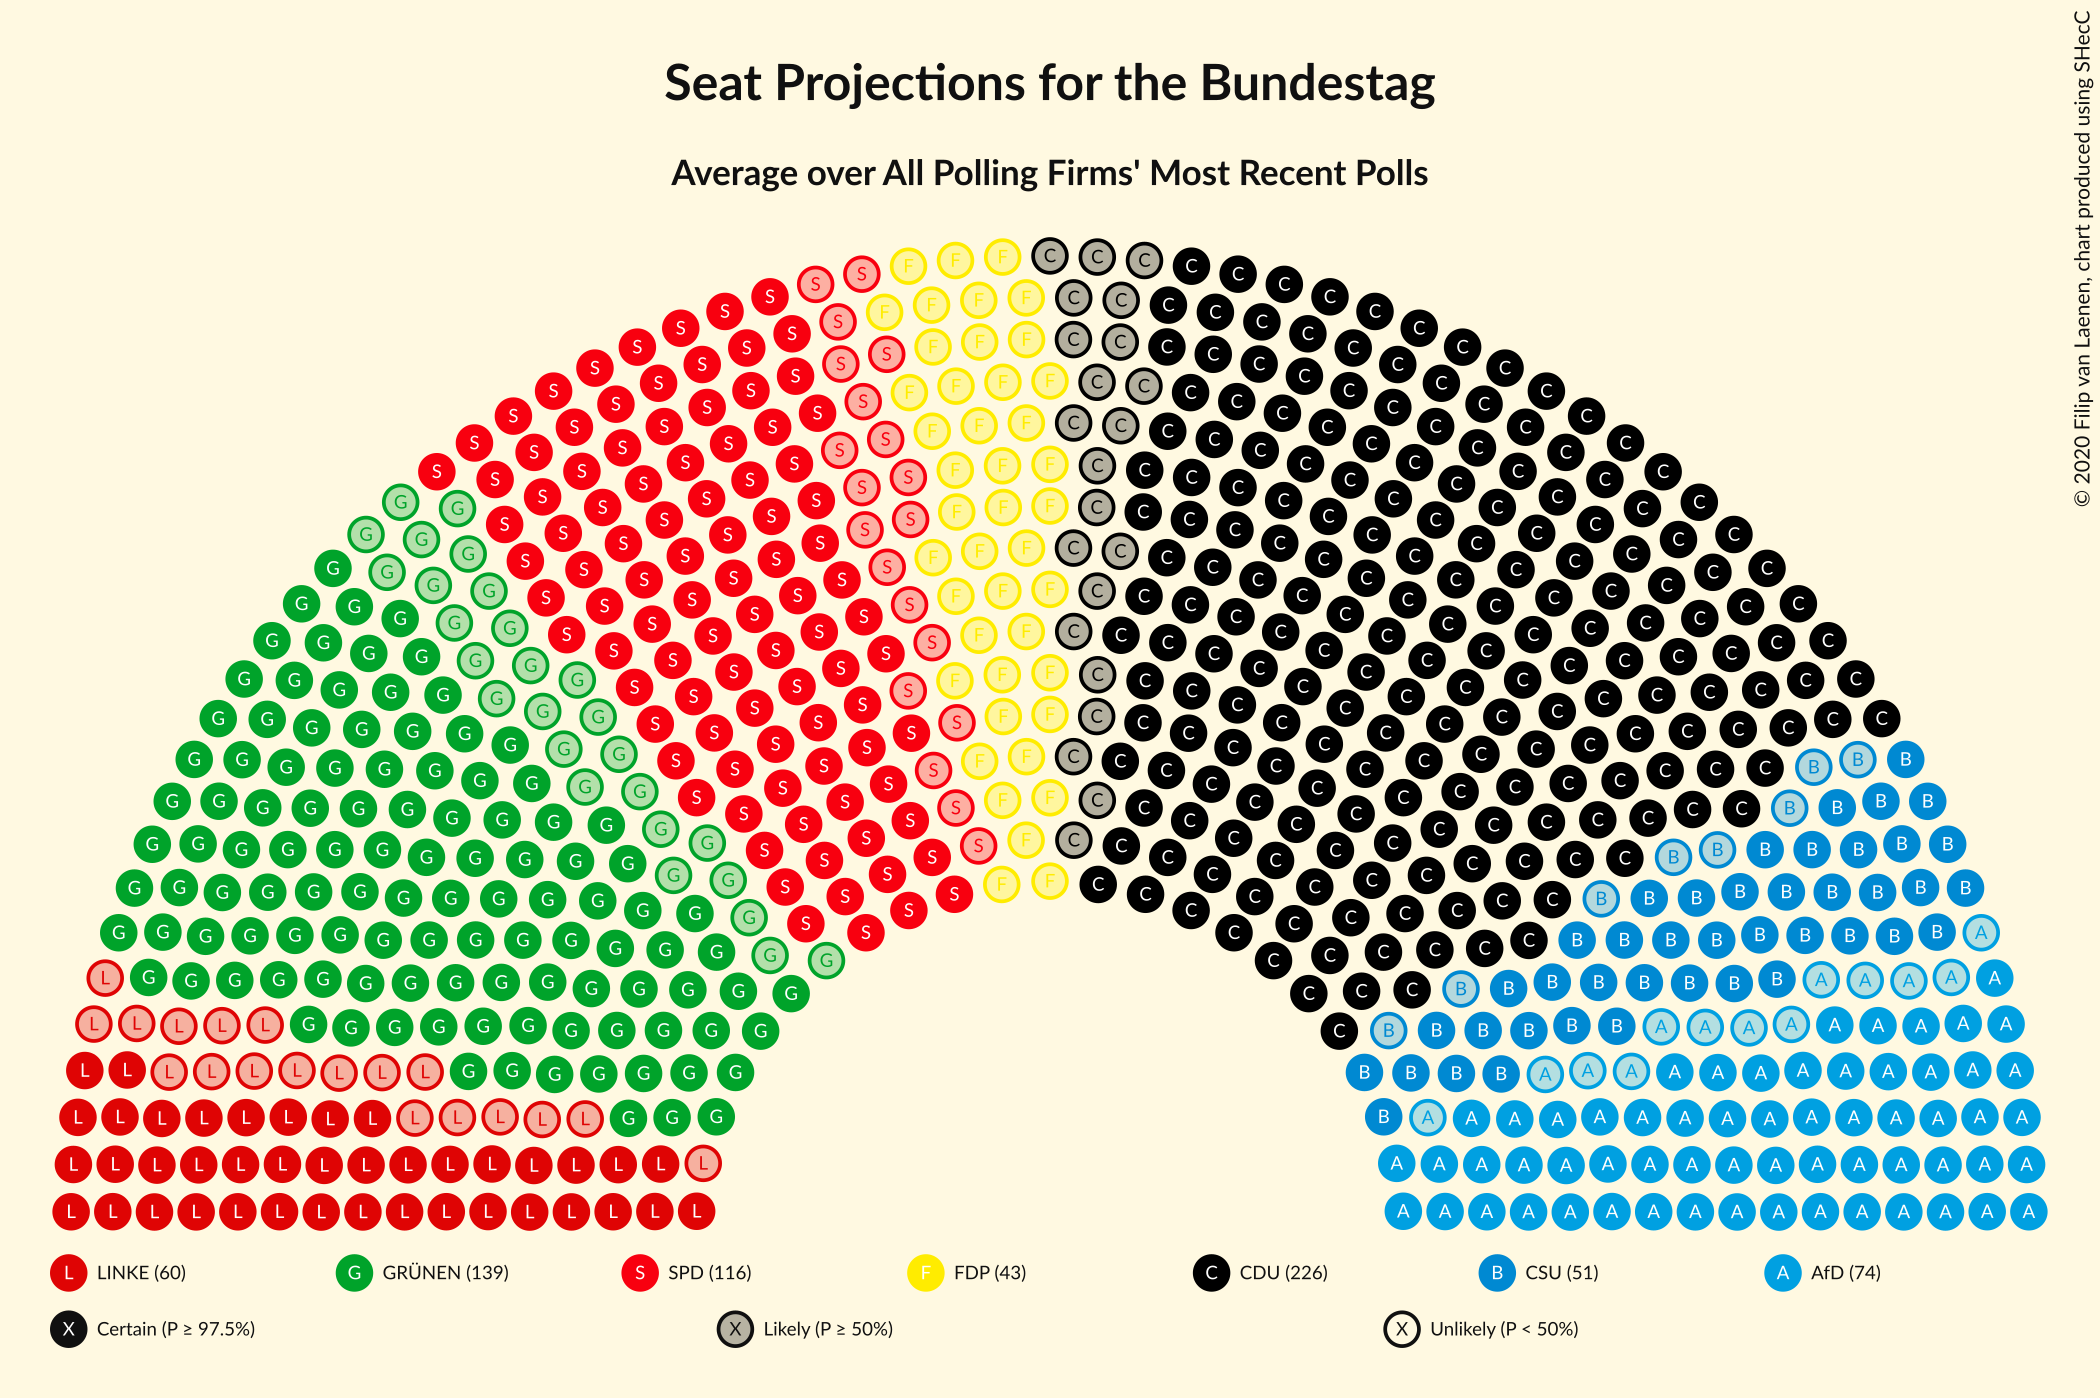 Seat Projections for the Bundestag
Average over All Polling Firms' Most Recent Polls
© 2020 Filip van Laenen, chart produced using SHecC
L LINKE (60)
G GRÜNEN (139)
S SPD (116)
F FDP (43)
C CDU (226)
B CSU (51)
A AfD (74)
X Certain (P ≥ 97.5%)
X Likely (P ≥ 50%)
X Unlikely (P < 50%)